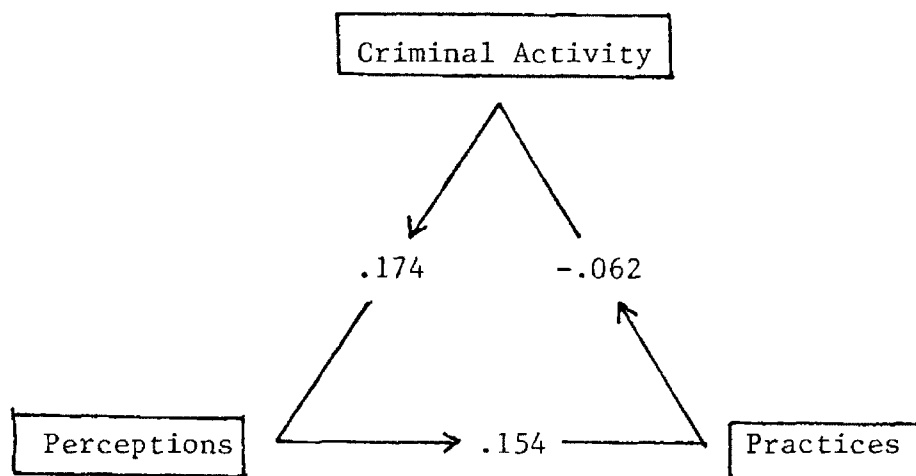 Criminal Activity
.174
-.062
Perceptions
.154
Practices